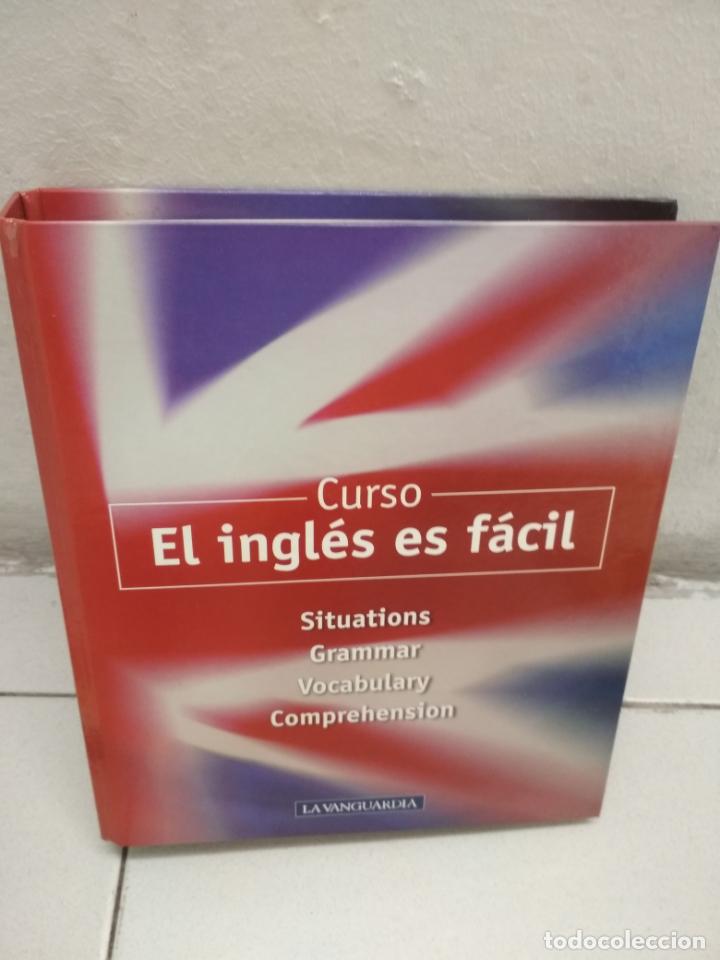 Curso
El inglés es fácil
Situations
Grammar
Vocabulary
Comprehension
LA VANGUARDIA
todocoleccion